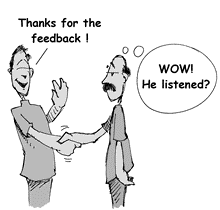 Thanks for the
feedback !
WOW!
He listened?